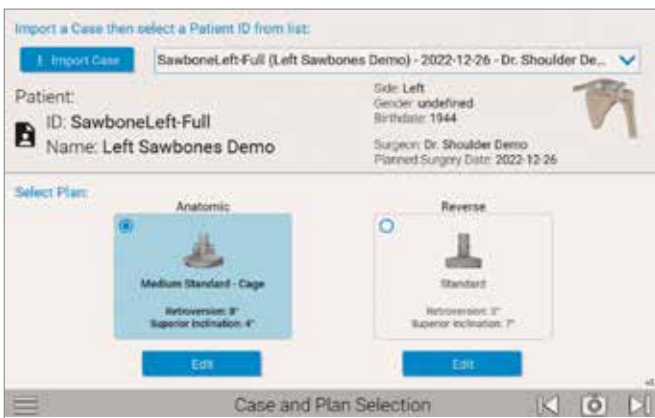 Import a Case then select a Patient ID from list:
Import Case
SawboneLeft-Full (Left Sawbones Demo) - 2022-12-26 - Dr. Shoulder De...
Patient:
ID: SawboneLeft-Full
Name: Left Sawbones Demo
Side: Left
Gender: undefined
Birthdate: 1944
Surgeon: Dr. Shoulder Demo
Planned Surgery Date: 2022-12-26
Select Plan:
Anatomic
Medium Standard - Cage
Retroversion: 8°
Superior Inclination: 4°
Edit
Reverse
Standard
Retroversion: 3°
Superior Inclination: 7°
Edit
Case and Plan Selection